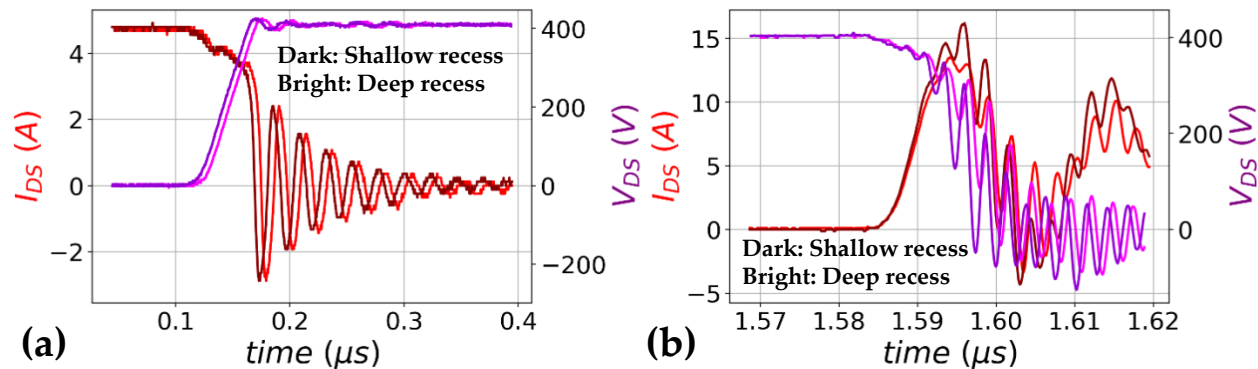 Dark: Shallow recess
Bright: Deep recess
4
2
0
−2
400
200
0
−200
0.1
0.2
0.3
0.4
I_DS (A)
V_DS (V)
time (μs)
(a)
15
10
5
0
−5
400
200
0
Dark: Shallow recess
Bright: Deep recess
1.57
1.58
1.59
1.60
1.61
1.62
I_DS (A)
V_DS (V)
time (μs)
(b)